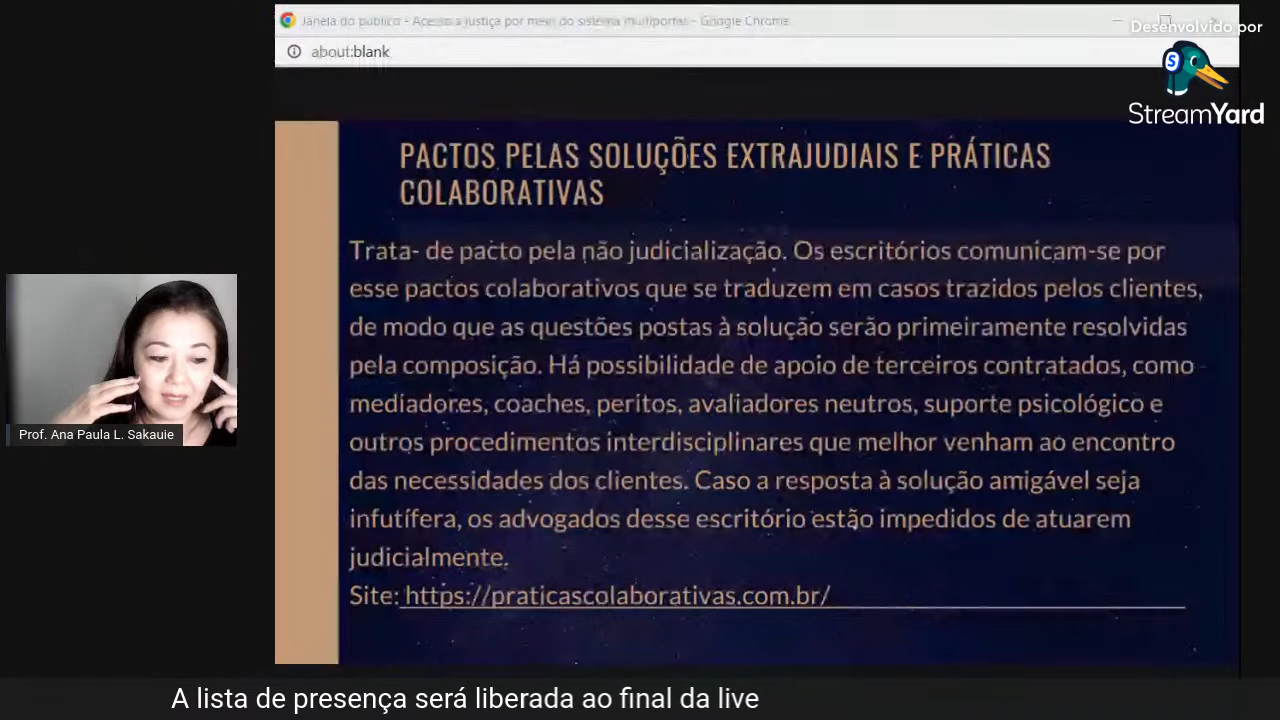 Janela do público - Acesso a justiça por meio do sistema multiportas - Google Chrome
about:blank
Desenvolvido por
S
StreamYard
PACTOS PELAS SOLUÇÕES EXTRAJUDIAIS E PRÁTICAS
COLABORATIVAS
Trata- de pacto pela não judicialização. Os escritórios comunicam-se por
esse pactos colaborativos que se traduzem em casos trazidos pelos clientes,
de modo que as questões postas à solução serão primeiramente resolvidas
pela composição. Há possibilidade de apoio de terceiros contratados, como
mediadores, coaches, peritos, avaliadores neutros, suporte psicológico e
outros procedimentos interdisciplinares que melhor venham ao encontro
das necessidades dos clientes. Caso a resposta à solução amigável seja
infutífera, os advogados desse escritório estão impedidos de atuarem
judicialmente.
Site: https://praticascolaborativas.com.br/
Prof. Ana Paula L. Sakauie
A lista de presença será liberada ao final da live